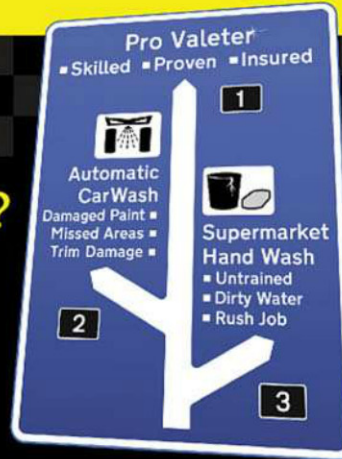 Pro Valeter
▪ Skilled ▪ Proven ▪ Insured
1
Automatic
CarWash
Damaged Paint ▪
Missed Areas ▪
Trim Damage ▪
2
Supermarket
Hand Wash
▪ Untrained
▪ Dirty Water
▪ Rush Job
3
?